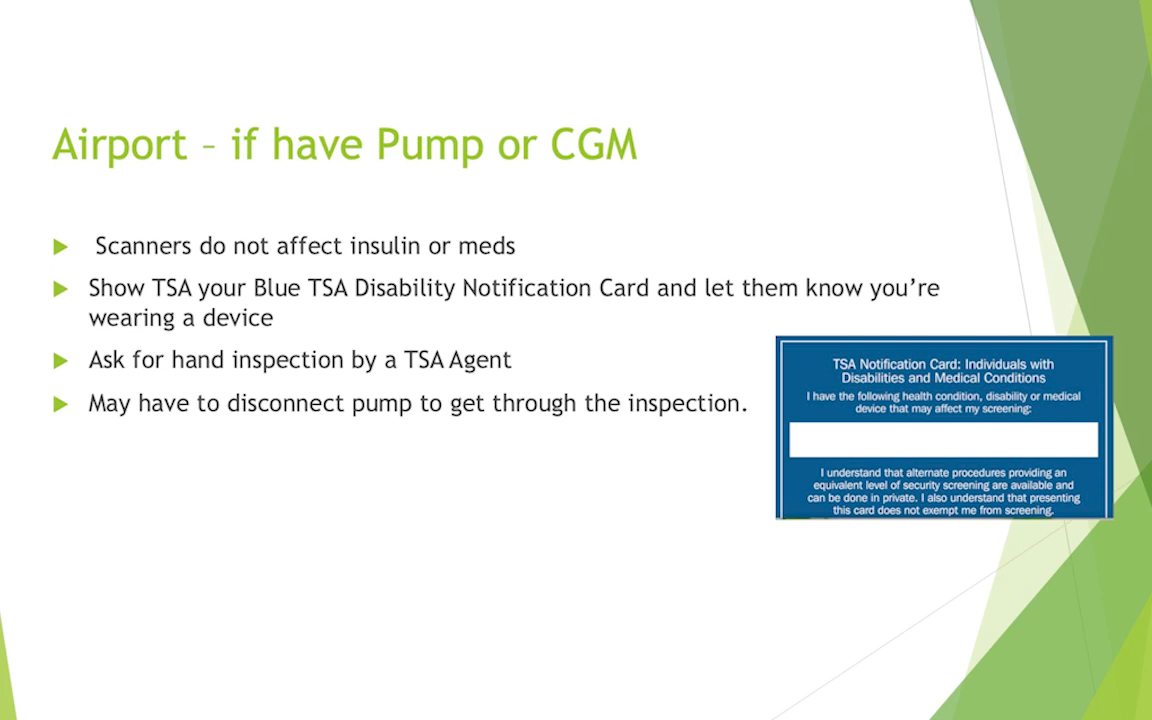 Airport – if have Pump or CGM
Scanners do not affect insulin or meds
Show TSA your Blue TSA Disability Notification Card and let them know you’re
wearing a device
Ask for hand inspection by a TSA Agent
May have to disconnect pump to get through the inspection.
TSA Notification Card: Individuals with
Disabilities and Medical Conditions
I have the following health condition, disability or medical
device that may affect my screening:
I understand that alternate procedures providing an
equivalent level of security screening are available and
can be done in private. I also understand that presenting
this card does not exempt me from screening.